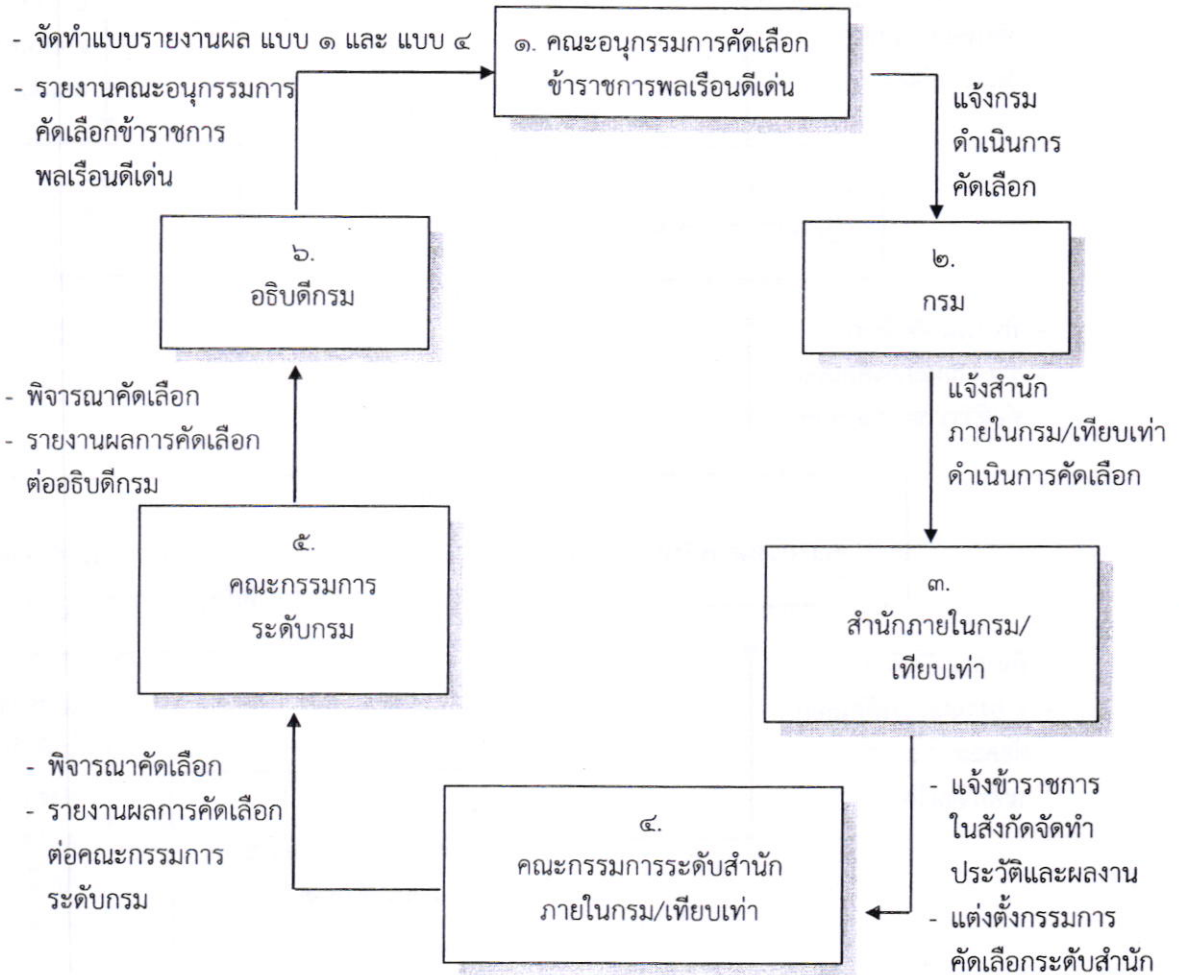 - จัดทำแบบรายงานผล แบบ ๑ และ แบบ ๔
- รายงานคณะอนุกรรมการ
คัดเลือกข้าราชการ
พลเรือนดีเด่น
๑. คณะอนุกรรมการคัดเลือก
ข้าราชการพลเรือนดีเด่น
แจ้งกรม
ดำเนินการ
คัดเลือก
๒.
กรม
แจ้งสำนัก
ภายในกรม/เทียบเท่า
ดำเนินการคัดเลือก
๓.
สำนักภายในกรม/
เทียบเท่า
- แจ้งข้าราชการ
ในสังกัดจัดทำ
ประวัติและผลงาน
- แต่งตั้งกรรมการ
คัดเลือกระดับสำนัก
๔.
คณะกรรมการระดับสำนัก
ภายในกรม/เทียบเท่า
- พิจารณาคัดเลือก
- รายงานผลการคัดเลือก
ต่อคณะกรรมการ
ระดับกรม
๕.
คณะกรรมการ
ระดับกรม
- พิจารณาคัดเลือก
- รายงานผลการคัดเลือก
ต่ออธิบดีกรม
๖.
อธิบดีกรม